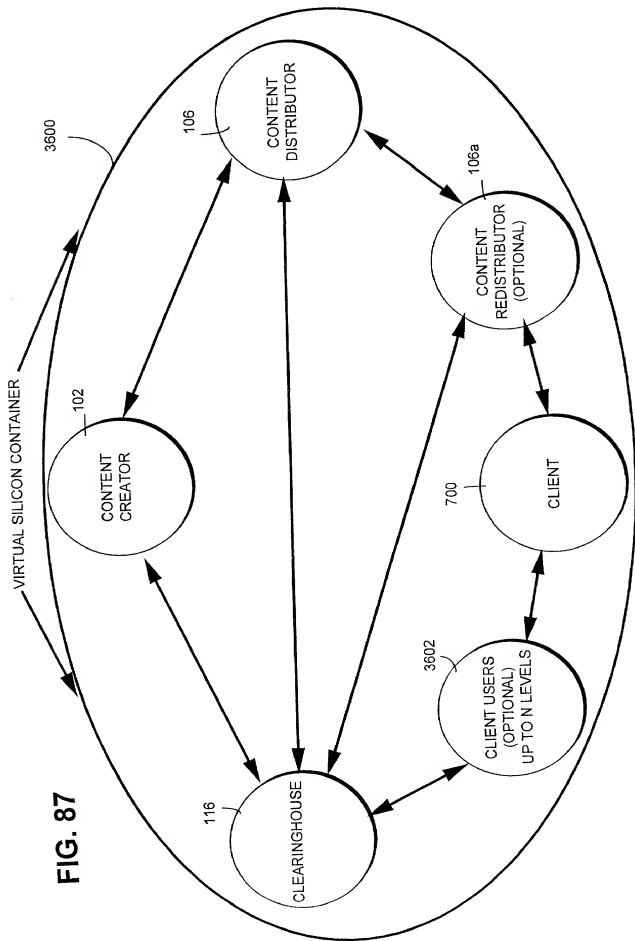 FIG. 87
VIRTUAL SILICON CONTAINER
3600
102
CONTENT
CREATOR
106
CONTENT
DISTRIBUTOR
116
CLEARINGHOUSE
106a
CONTENT
REDISTRIBUTOR
(OPTIONAL)
700
CLIENT
3602
CLIENT USERS
(OPTIONAL)
UP TO N LEVELS